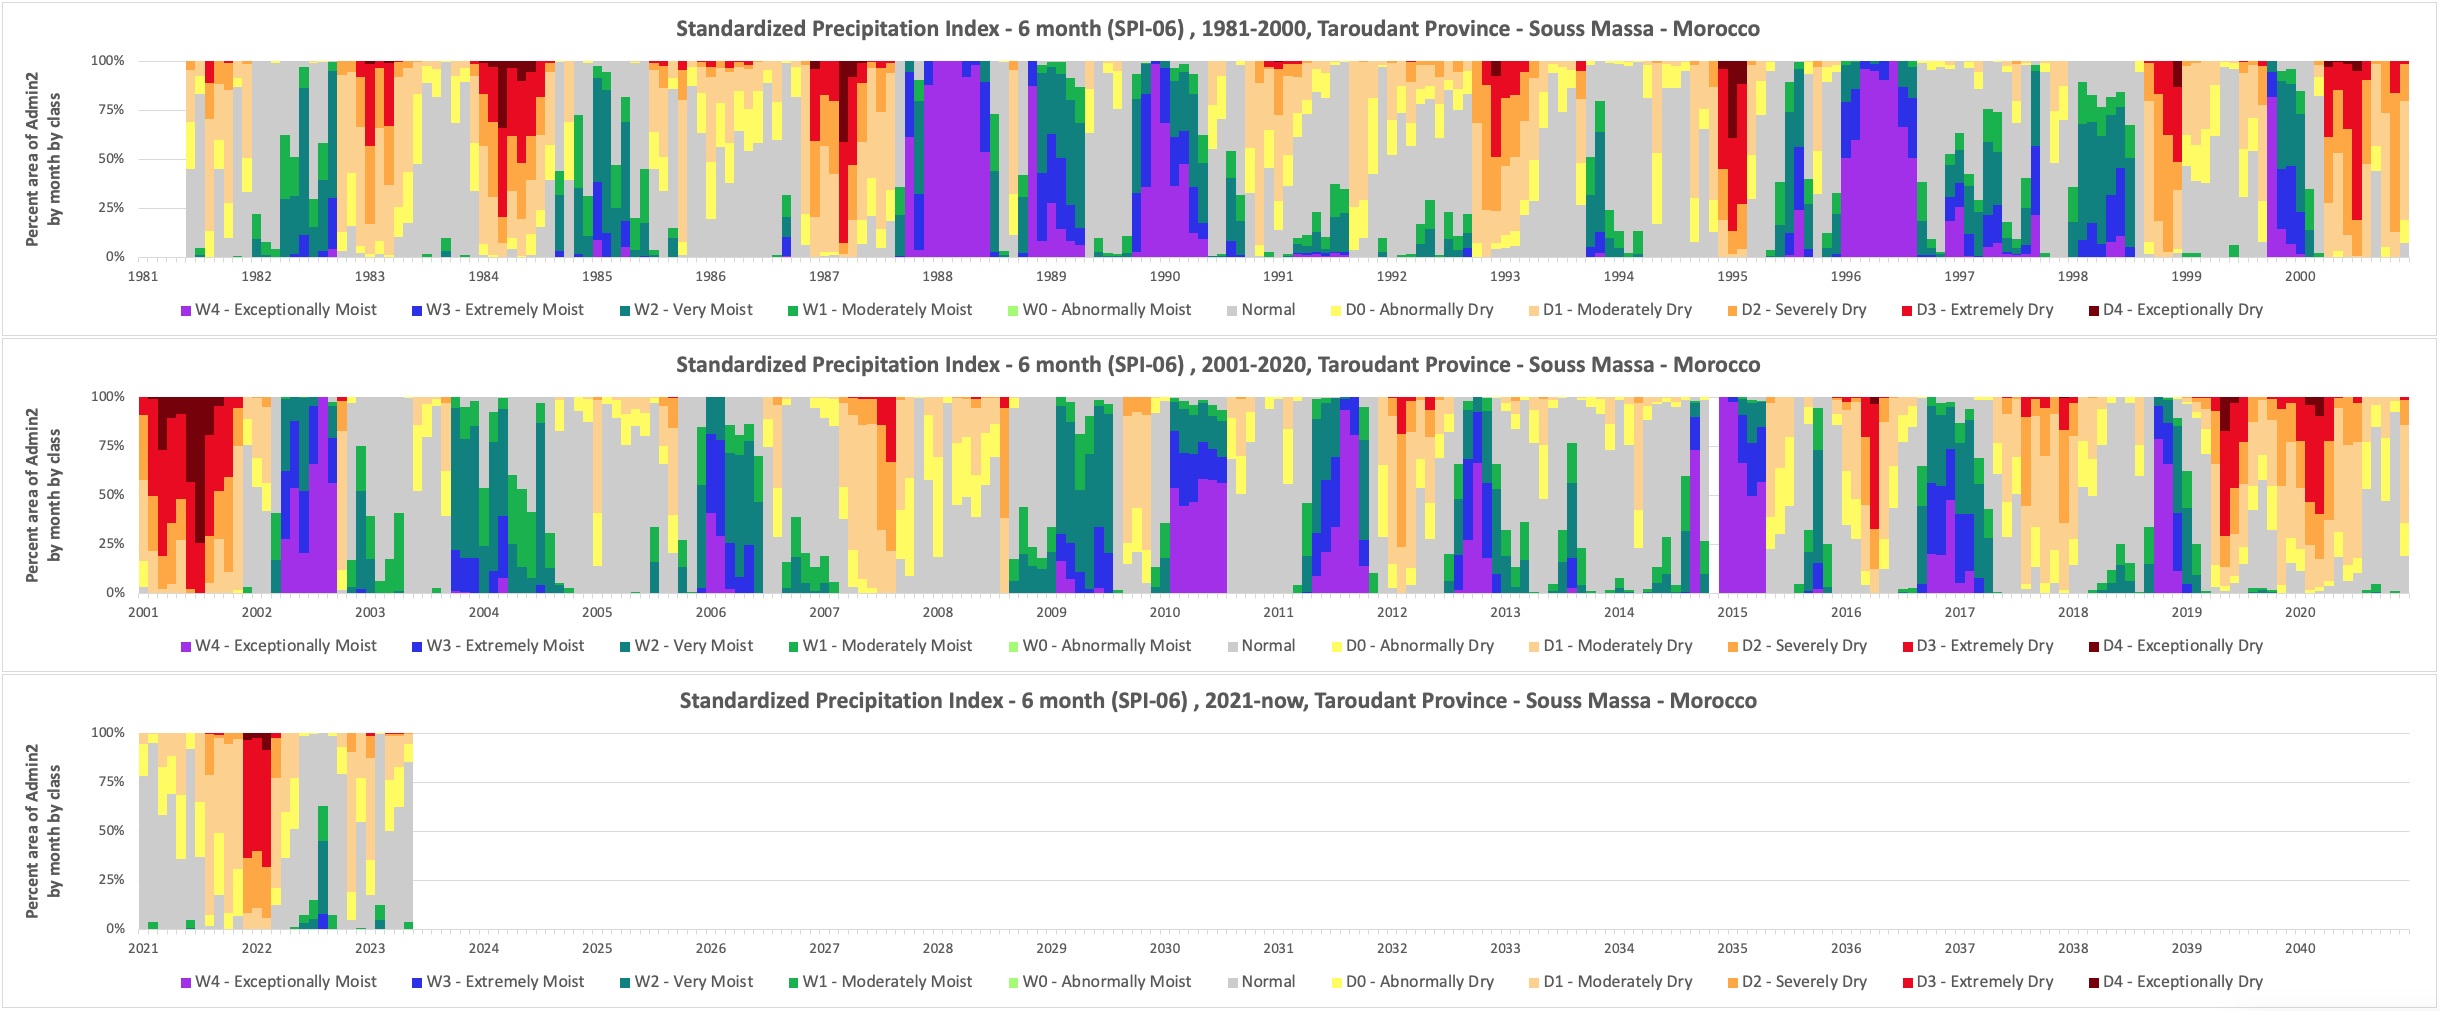 Standardized Precipitation Index - 6 month (SPI-06) , 1981-2000, Taroudant Province - Souss Massa - Morocco
Percent area of Admin2
by month by class
100%
75%
50%
25%
0%
1981 1982 1983 1984 1985 1986 1987 1988 1989 1990 1991 1992 1993 1994 1995 1996 1997 1998 1999 2000
W4 - Exceptionally Moist W3 - Extremely Moist W2 - Very Moist W1 - Moderately Moist W0 - Abnormally Moist Normal D0 - Abnormally Dry D1 - Moderately Dry D2 - Severely Dry D3 - Extremely Dry D4 - Exceptionally Dry
Standardized Precipitation Index - 6 month (SPI-06) , 2001-2020, Taroudant Province - Souss Massa - Morocco
Percent area of Admin2
by month by class
100%
75%
50%
25%
0%
2001 2002 2003 2004 2005 2006 2007 2008 2009 2010 2011 2012 2013 2014 2015 2016 2017 2018 2019 2020
W4 - Exceptionally Moist W3 - Extremely Moist W2 - Very Moist W1 - Moderately Moist W0 - Abnormally Moist Normal D0 - Abnormally Dry D1 - Moderately Dry D2 - Severely Dry D3 - Extremely Dry D4 - Exceptionally Dry
Standardized Precipitation Index - 6 month (SPI-06) , 2021-now, Taroudant Province - Souss Massa - Morocco
Percent area of Admin2
by month by class
100%
75%
50%
25%
0%
2021 2022 2023 2024 2025 2026 2027 2028 2029 2030 2031 2032 2033 2034 2035 2036 2037 2038 2039 2040
W4 - Exceptionally Moist W3 - Extremely Moist W2 - Very Moist W1 - Moderately Moist W0 - Abnormally Moist Normal D0 - Abnormally Dry D1 - Moderately Dry D2 - Severely Dry D3 - Extremely Dry D4 - Exceptionally Dry